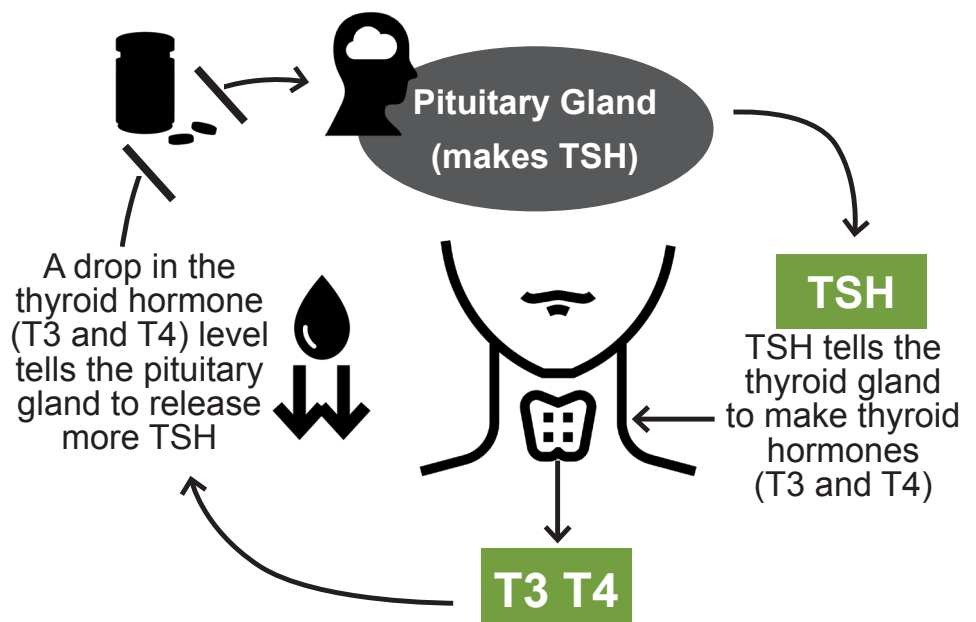 Pituitary Gland
(makes TSH)
TSH
TSH tells the
thyroid gland
to make thyroid
hormones
(T3 and T4)
T3 T4
A drop in the
thyroid hormone
(T3 and T4) level
tells the pituitary
gland to release
more TSH